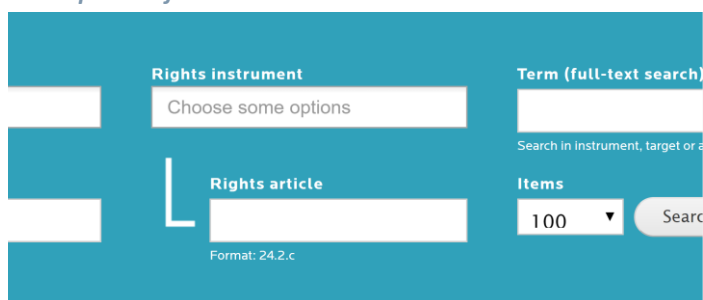 Rights instrument
Term (full-text search)
Choose some options
Search in instrument, target or
Rights article
Items
100
Format: 24.2.c